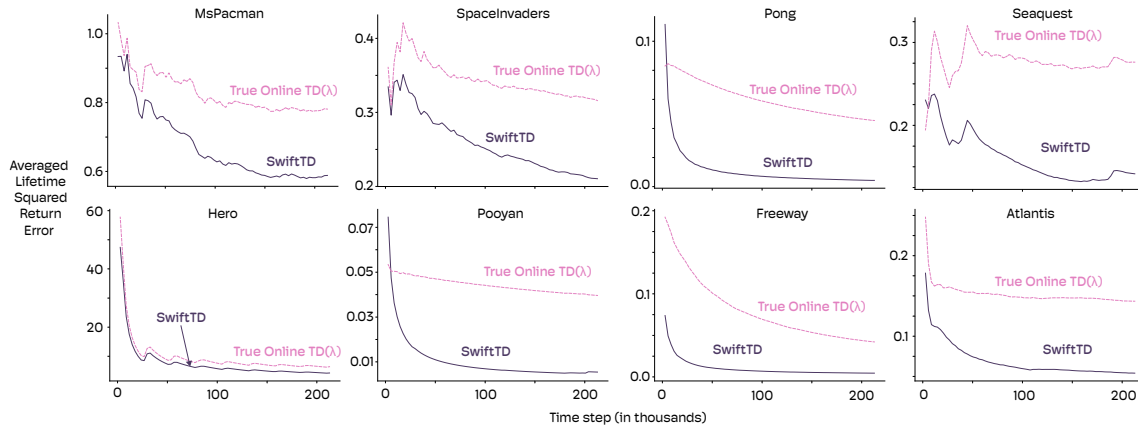 MsPacman
SpaceInvaders
Pong
Seaquest
1.0
0.8
0.6
True Online TD(λ)
SwiftTD
0.4
0.3
0.2
True Online TD(λ)
SwiftTD
0.1
0.0
True Online TD(λ)
SwiftTD
0.3
0.2
True Online TD(λ)
SwiftTD
Averaged
Lifetime
Squared
Return
Error
Hero
Pooyan
Freeway
Atlantis
60
40
20
SwiftTD
True Online TD(λ)
0 100 200
0.075
0.050
0.05
0.01
True Online TD(λ)
SwiftTD
0 100 200
0.2
0.1
0.0
True Online TD(λ)
SwiftTD
0 100 200
0.2
0.1
True Online TD(λ)
SwiftTD
0 100 200
Time step (in thousands)